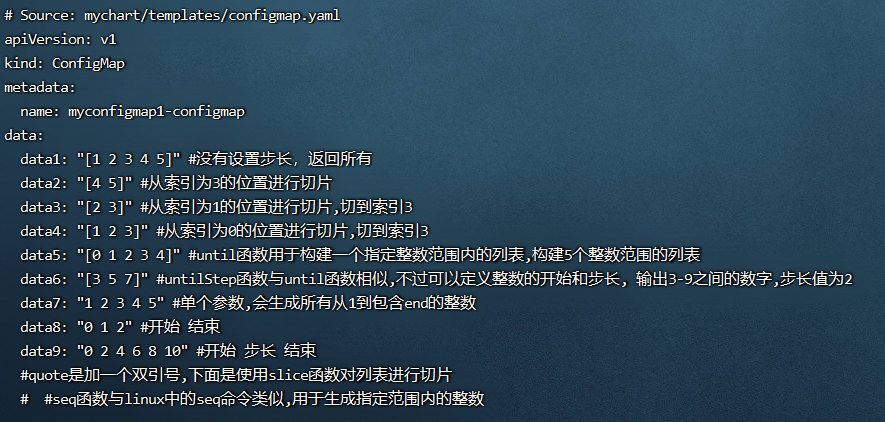 # Source: mychart/templates/configmap.yaml
apiVersion: v1
kind: ConfigMap
metadata:
  name: myconfigmap1-configmap
data:
  data1: "[1 2 3 4 5]" #没有设置步长，返回所有
  data2: "[4 5]" #从索引为3的位置进行切片
  data3: "[2 3]" #从索引为1的位置进行切片,切到索引3
  data4: "[1 2 3]" #从索引为0的位置进行切片,切到索引3
  data5: "[0 1 2 3 4]" #until函数用于构建一个指定整数范围内的列表,构建5个整数范围的列表
  data6: "[3 5 7]" #untilStep函数与until函数相似,不过可以定义整数的开始和步长, 输出3-9之间的数字,步长值为2
  data7: "1 2 3 4 5" #单个参数,会生成所有从1到包含end的整数
  data8: "0 1 2" #开始 结束
  data9: "0 2 4 6 8 10" #开始 步长 结束
  #quote是加一个双引号,下面是使用slice函数对列表进行切片
  #  #seq函数与linux中的seq命令类似,用于生成指定范围内的整数